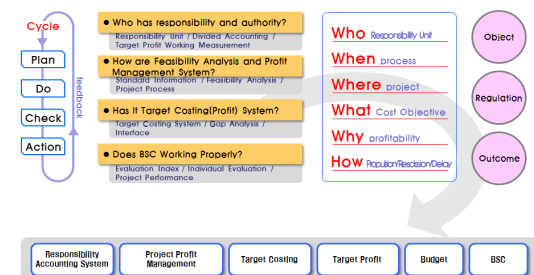 Cycle
Plan
Do
Check
Action
feedback
• Who has responsibility and authority?
Responsibility Unit / Divided Accounting /
Target Profit Working Measurement
• How are Feasibility Analysis and Profit
Management System?
Standard Information / Feasibility Analysis /
Project Process
• Has it Target Costing(Profit) System?
Target Costing System / Gap Analysis /
Interface
• Does BSC Working Properly?
Evaluation Index / Individual Evaluation /
Project Performance
Who Responsibility Unit
When process
Where project
What Cost Objective
Why profitability
How Propulsion/Rescission/Delay
Object
Regulation
Outcome
Responsibility
Accounting System
Project Profit
Management
Target Costing
Target Profit
Budget
BSC